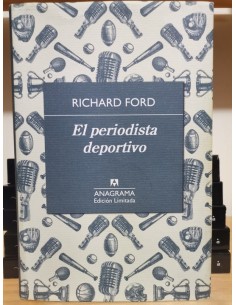 RICHARD FORD
El periodista
deportivo
ANAGRAMA
Edición Limitada